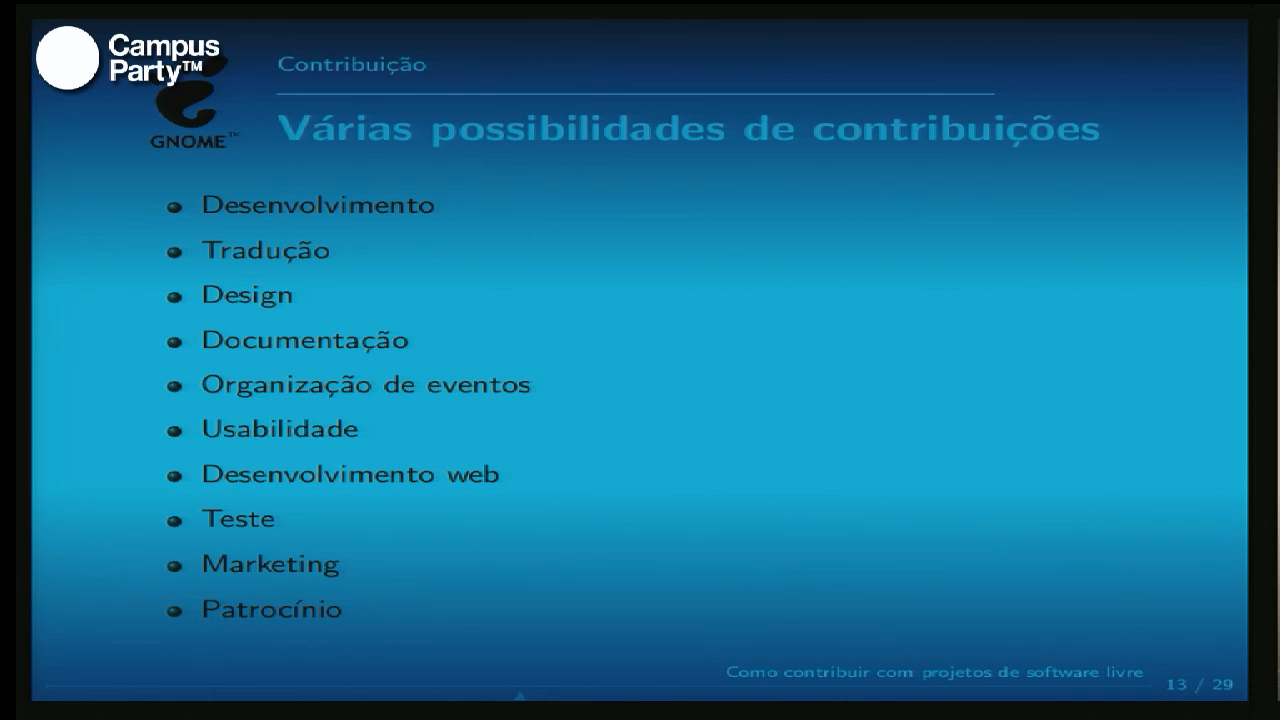 Campus
Party™
GNOME™
Contribuição
Várias possibilidades de contribuições
Desenvolvimento
Tradução
Design
Documentação
Organização de eventos
Usabilidade
Desenvolvimento web
Teste
Marketing
Patrocínio
Como contribuir com projetos de software livre
13 / 29